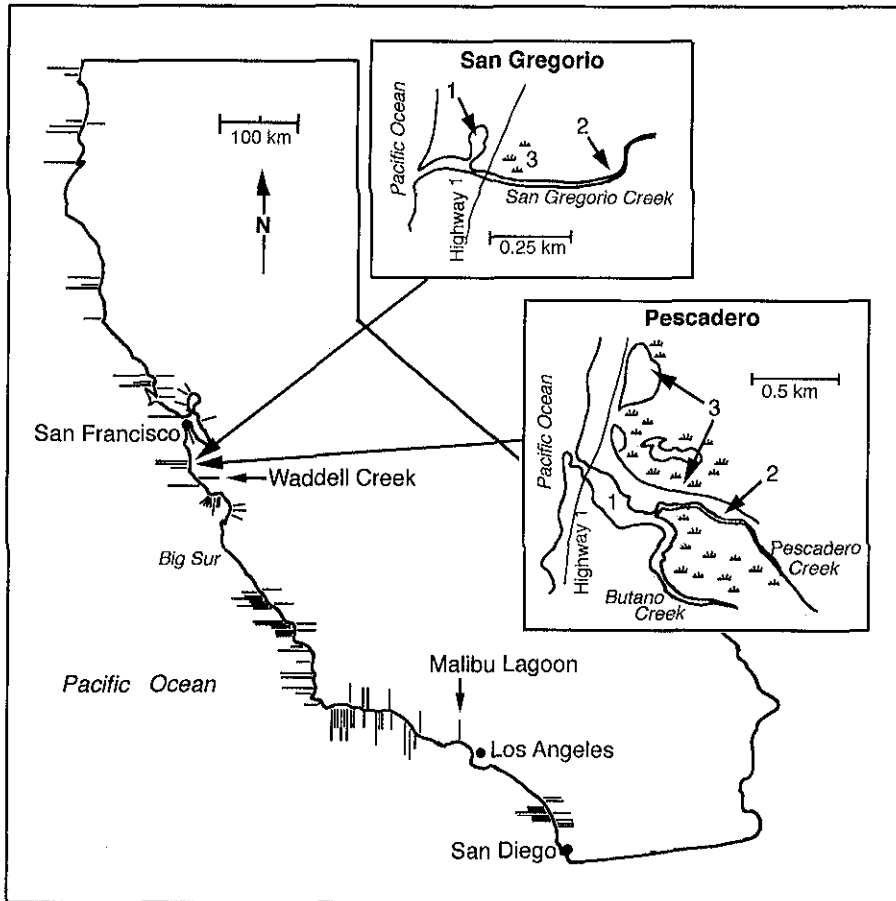 San Gregorio
1
2
3
Pacific Ocean
Highway 1
San Gregorio Creek
0.25 km
100 km
N
Pescadero
0.5 km
3
2
1
Pacific Ocean
Highway 1
Pescadero
Creek
Butano
Creek
San Francisco
Waddell Creek
Big Sur
Pacific Ocean
Malibu Lagoon
Los Angeles
San Diego